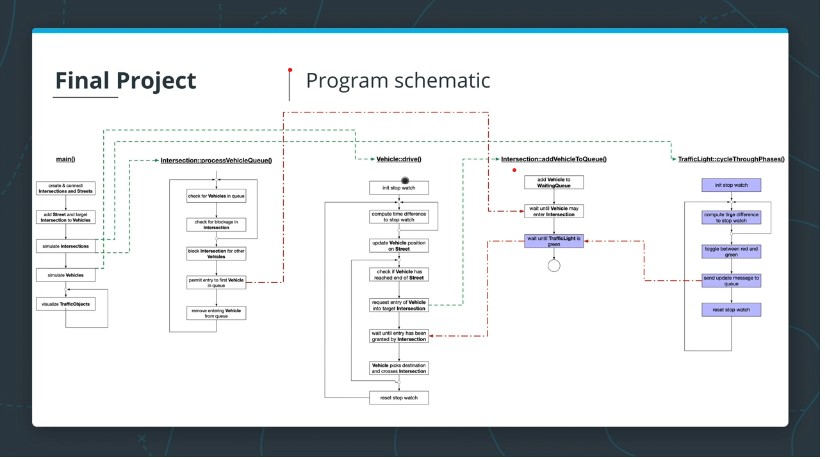 Final Project
Program schematic
main()
create & connect
Intersections and Streets
add Street and target
Intersection to Vehicles
simulate Intersections
simulate Vehicles
visualize TrafficObjects
Intersection::processVehicleQueue()
check for Vehicles in queue
check for blockage in
Intersection
block Intersection for other
Vehicles
permit entry to first Vehicle
in queue
remove entering Vehicle
from queue
Vehicle::drive()
init stop watch
compute time difference
to stop watch
update Vehicle position
on Street
check if Vehicle has
reached end of Street
request entry of Vehicle
into target Intersection
wait until entry has been
granted by Intersection
Vehicle picks destination
and crosses Intersection
reset stop watch
Intersection::addVehicleToQueue()
add Vehicle to
WaitingQueue
wait until Vehicle may
enter Intersection
wait until TrafficLight is
green
TrafficLight::cycleThroughPhases()
init stop watch
compute time difference
to stop watch
toggle between red and
green
send update message to
queue
reset stop watch